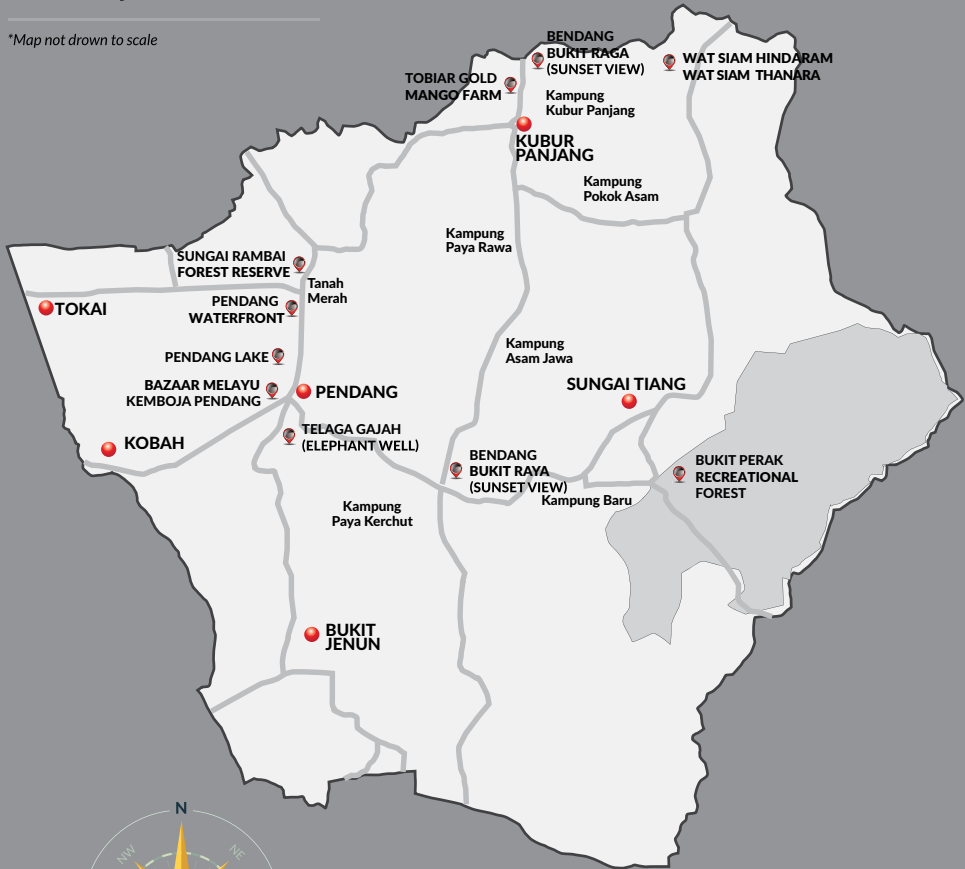 *Map not drown to scale
BENDANG
BUKIT RAGA
(SUNSET VIEW)
WAT SIAM HINDARAM
WAT SIAM THANARA
TOBIAR GOLD
MANGO FARM
Kampung
Kubur Panjang
KUBUR
PANJANG
Kampung
Pokok Asam
Kampung
Paya Rawa
SUNGAI RAMBAI
FOREST RESERVE
Tanah
Merah
PENDANG
WATERFRONT
TOKAI
PENDANG LAKE
Kampung
Asam Jawa
BAZAAR MELAYU
KEMBOJA PENDANG
PENDANG
SUNGAI TIANG
KOBAH
TELAGA GAJAH
(ELEPHANT WELL)
BENDANG
BUKIT RAYA
(SUNSET VIEW)
BUKIT PERAK
RECREATIONAL
FOREST
Kampung Baru
Kampung
Paya Kerchut
BUKIT
JENUN
N
NW
NE